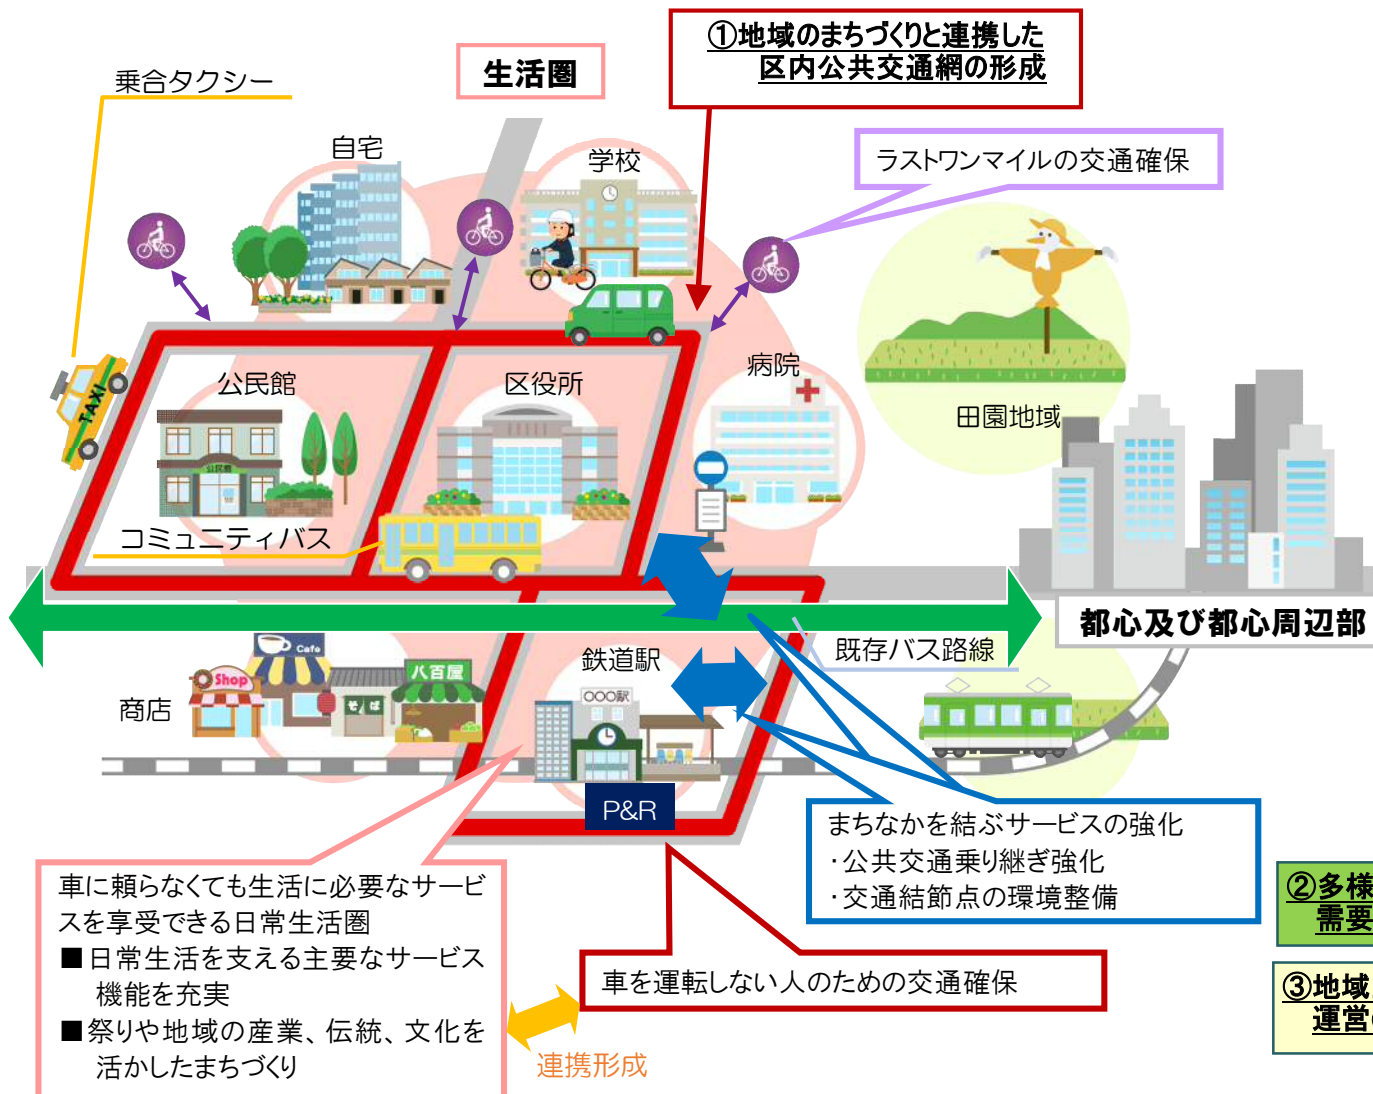 ①地域のまちづくりと連携した
区内公共交通網の形成
生活圏
乗合タクシー
自宅
学校
ラストワンマイルの交通確保
TAXI
公民館
区役所
病院
田園地域
公民館
コミュニティバス
都心及び都心周辺部
既存バス路線
鉄道駅
Cafe
Shop
八百屋
そば
商店
〇〇〇駅
P&R
まちなかを結ぶサービスの強化
・公共交通乗り継ぎ強化
・交通結節点の環境整備
車に頼らなくても生活に必要なサービ
スを享受できる日常生活圏
■日常生活を支える主要なサービス
機能を充実
■祭りや地域の産業、伝統、文化を
活かしたまちづくり
車を運転しない人のための交通確保
連携形成
②多様
需要
③地域
運営